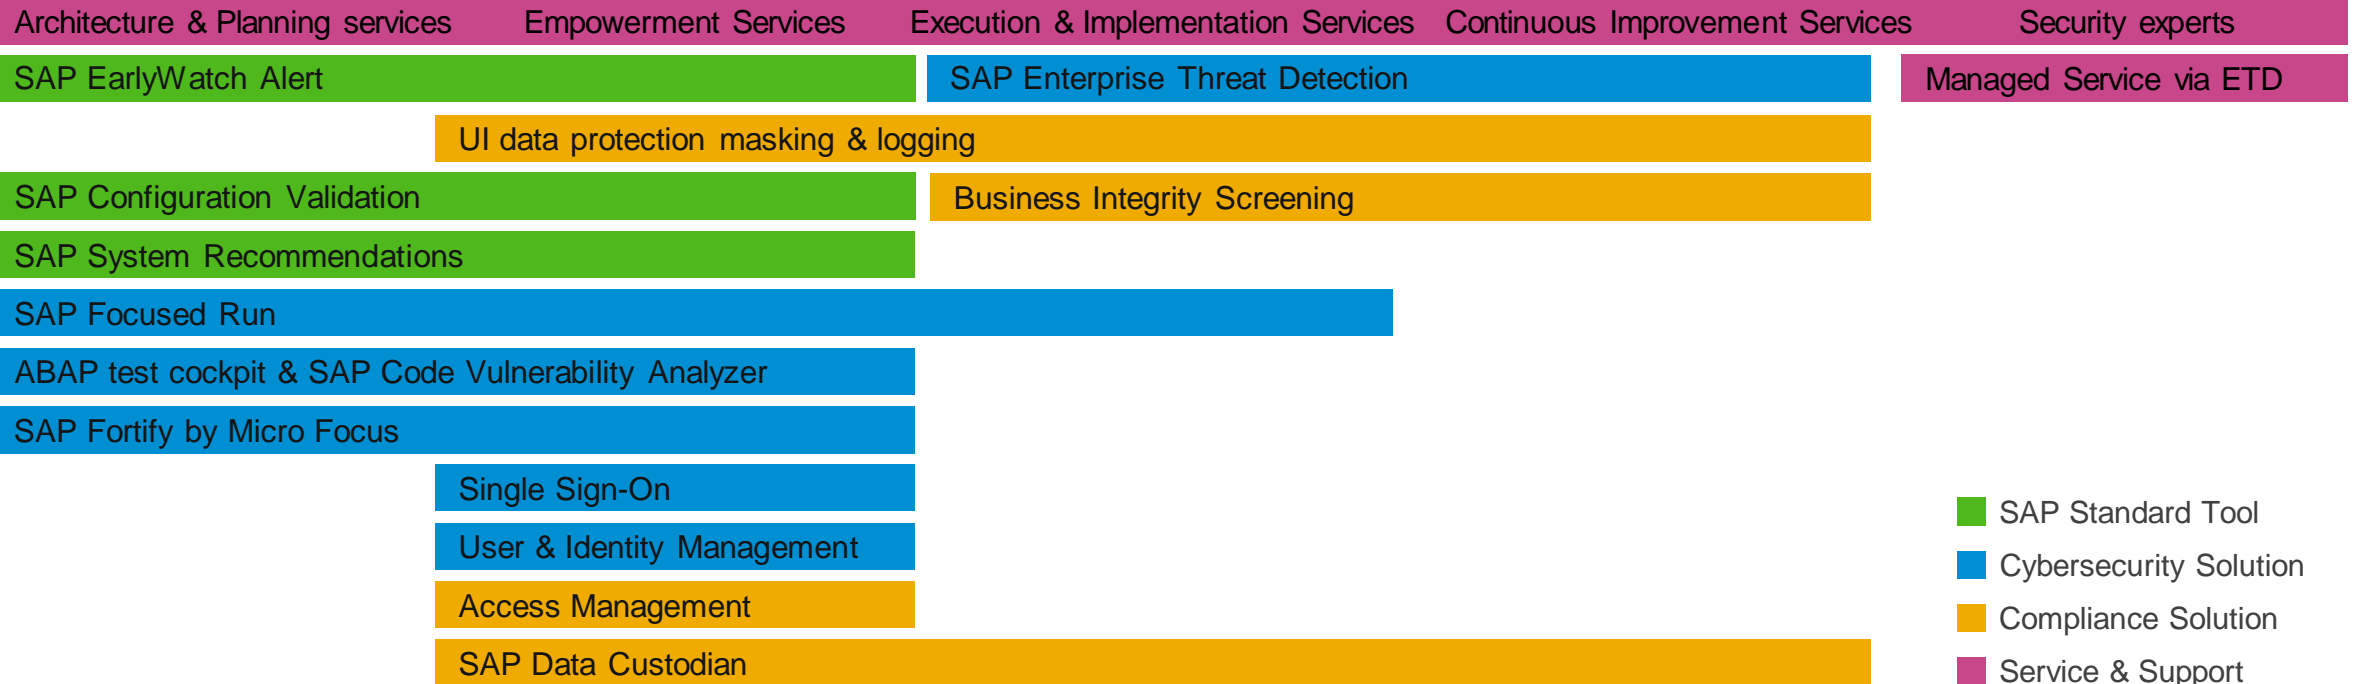 Architecture & Planning services Empowerment Services Execution & Implementation Services Continuous Improvement Services Security experts
SAP EarlyWatch Alert SAP Enterprise Threat Detection Managed Service via ETD
UI data protection masking & logging
SAP Configuration Validation Business Integrity Screening
SAP System Recommendations
SAP Focused Run
ABAP test cockpit & SAP Code Vulnerability Analyzer
SAP Fortify by Micro Focus
Single Sign-On
User & Identity Management
Access Management
SAP Data Custodian
SAP Standard Tool
Cybersecurity Solution
Compliance Solution
Service & Support